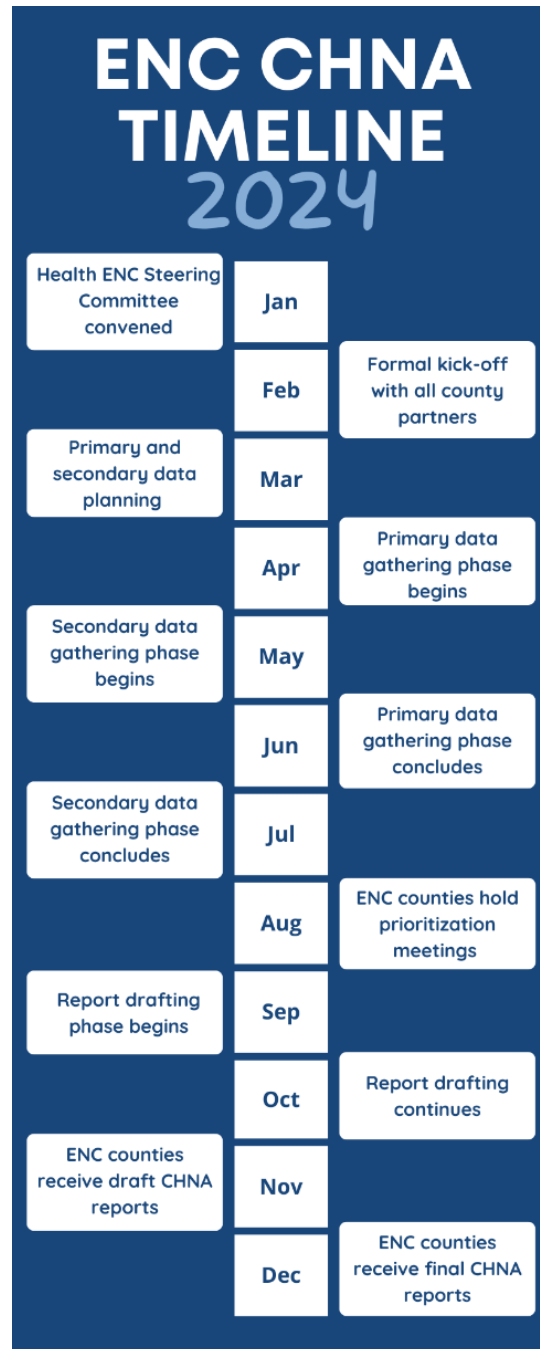 ENC CHNA
TIMELINE
2024
Health ENC Steering
Committee
convened
Jan
Feb
Formal kick-off
with all county
partners
Primary and
secondary data
planning
Mar
Apr
Primary data
gathering phase
begins
Secondary data
gathering phase
begins
May
Jun
Primary data
gathering phase
concludes
Secondary data
gathering phase
concludes
Jul
Aug
ENC counties hold
prioritization
meetings
Report drafting
phase begins
Sep
Oct
Report drafting
continues
ENC counties
receive draft CHNA
reports
Nov
Dec
ENC counties
receive final CHNA
reports